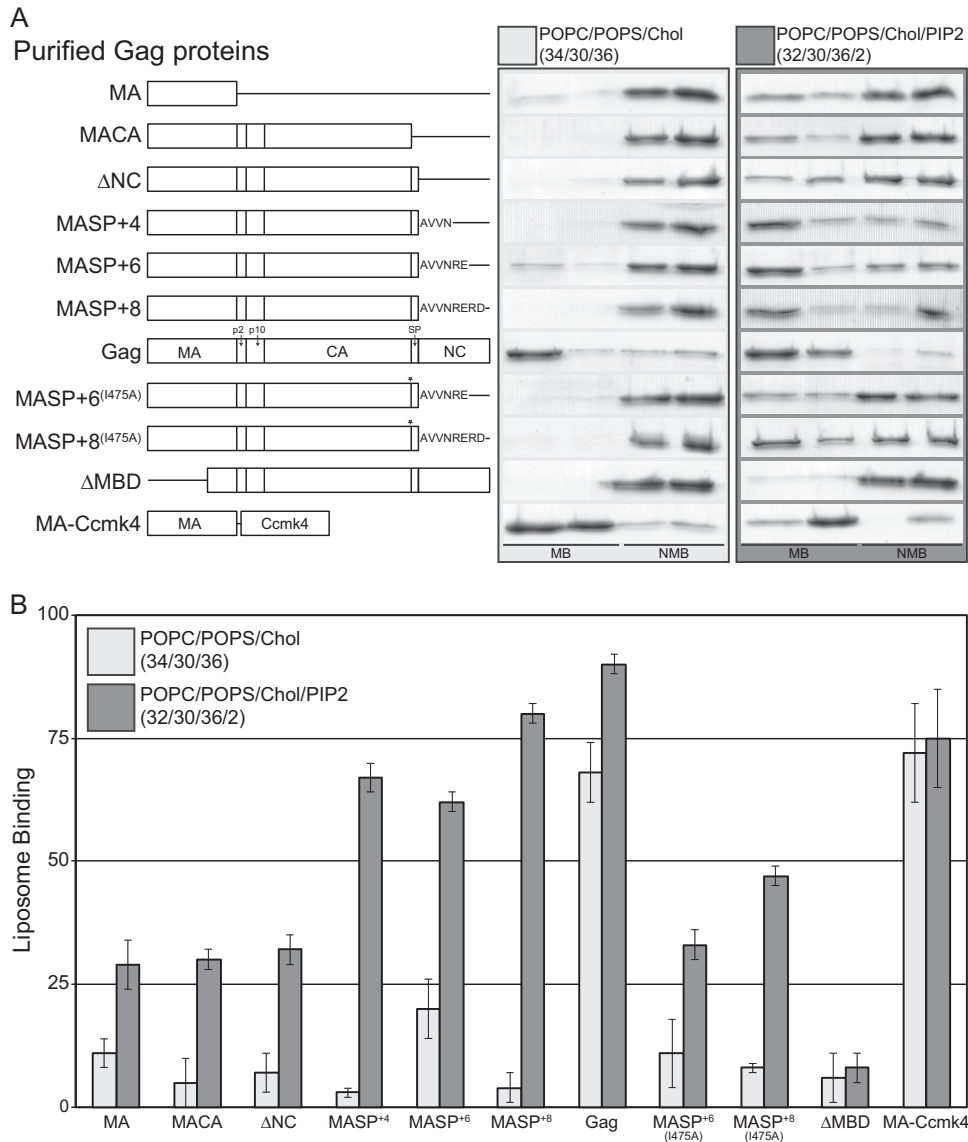 A
Purified Gag proteins
POPC/POPS/Chol
(34/30/36)
POPC/POPS/Chol/PIP2
(32/30/36/2)
MA
MACA
ΔNC
MASP+4
AVVN
MASP+6
AVVNRE
MASP+8
AVVNRERD
p2 p10 SP
Gag MA CA NC
*
MASP+6(I475A)
AVVNRE
*
MASP+8(I475A)
AVVNRERD
ΔMBD
MA-Ccmk4 MA Ccmk4
MB NMB MB NMB
B
100
75
50
25
0
Liposome Binding
POPC/POPS/Chol
(34/30/36)
POPC/POPS/Chol/PIP2
(32/30/36/2)
MA MACA ΔNC MASP+4 MASP+6 MASP+8 Gag MASP+6 MASP+8 ΔMBD MA-Ccmk4
(I475A) (I475A)